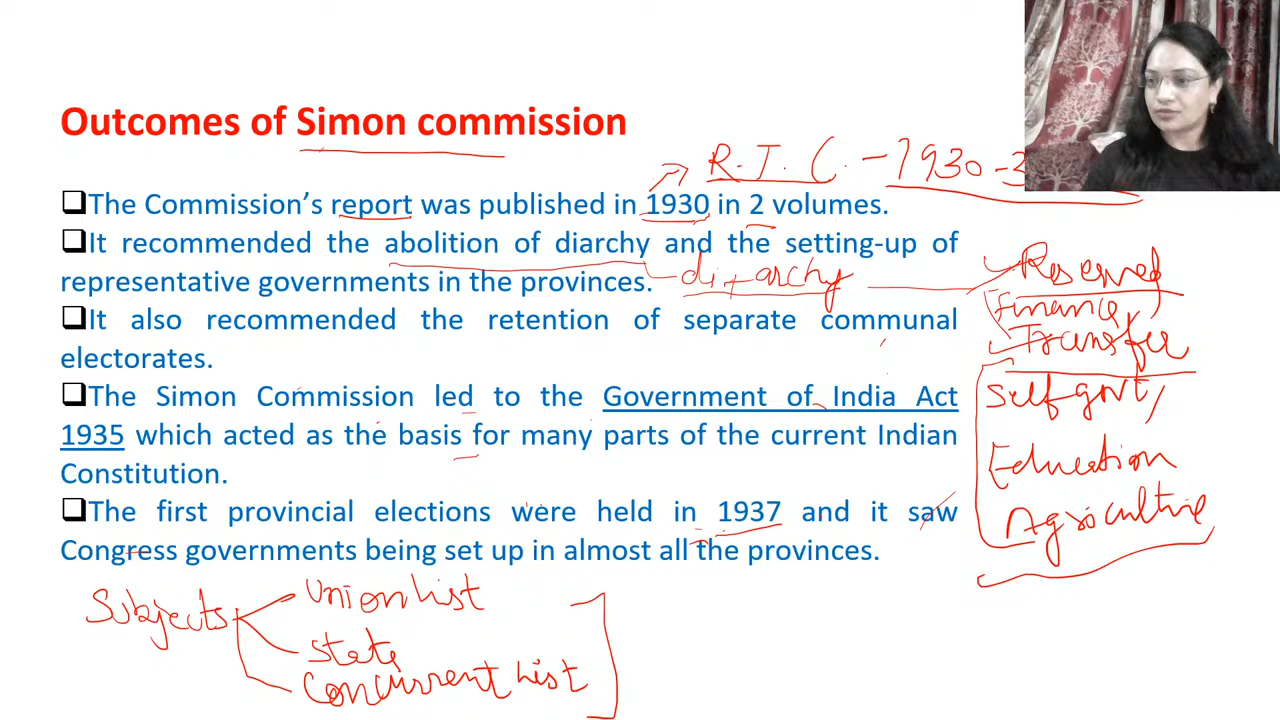 Outcomes of Simon commission
R.T.C. - 1930-3
❑The Commission's report was published in 1930 in 2 volumes.
❑It recommended the abolition of diarchy and the setting-up of
representative governments in the provinces.
di+archy
Reserved
Finance,
Transfer
Self govt,
Education
Agriculture
❑It also recommended the retention of separate communal
electorates.
❑The Simon Commission led to the Government of India Act
1935 which acted as the basis for many parts of the current Indian
Constitution.
❑The first provincial elections were held in 1937 and it saw
Congress governments being set up in almost all the provinces.
Subjects
Union List
State
Concurrent List